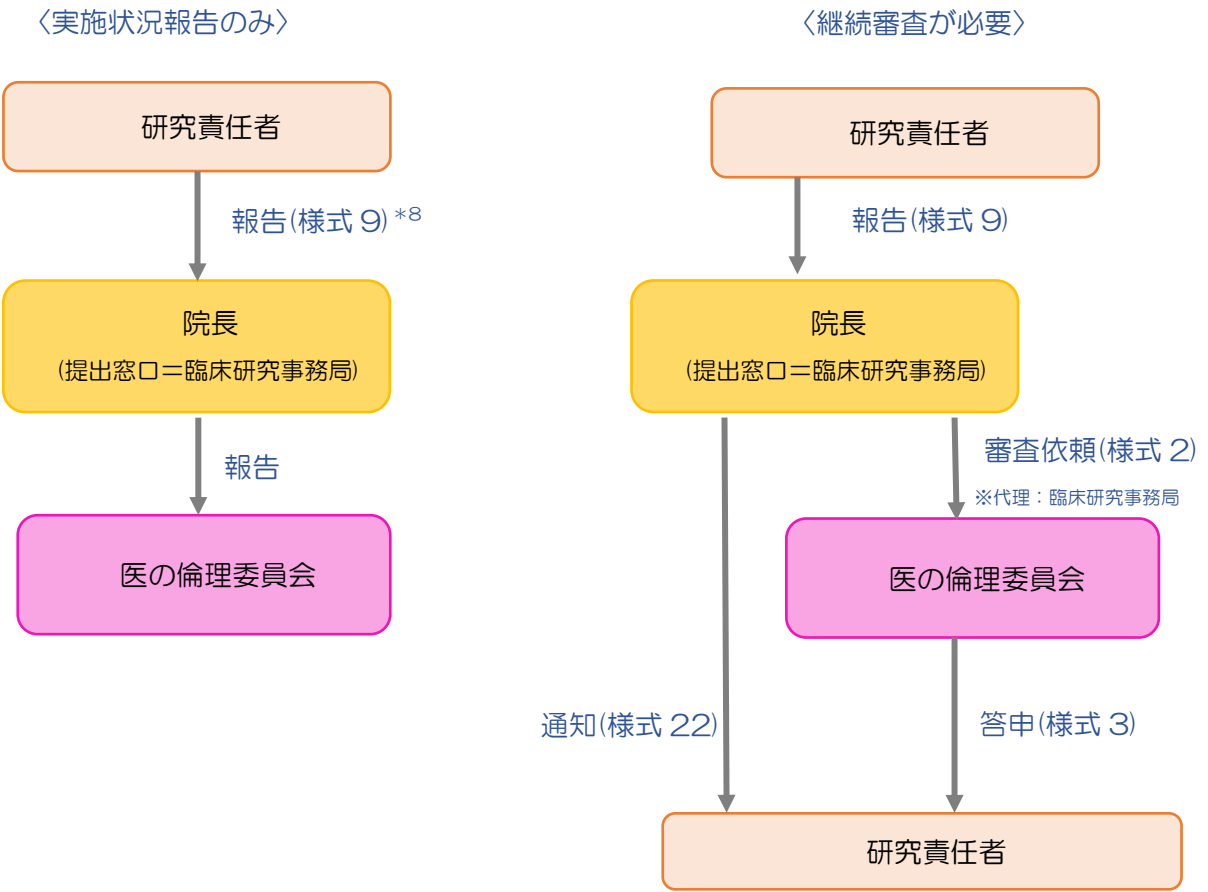 〈実施状況報告のみ〉
研究責任者
報告(様式 9) *8
院長
(提出窓口＝臨床研究事務局)
報告
医の倫理委員会
〈継続審査が必要〉
研究責任者
報告(様式 9)
院長
(提出窓口＝臨床研究事務局)
審査依頼(様式 2)
※代理：臨床研究事務局
医の倫理委員会
通知(様式 22)
答申(様式 3)
研究責任者